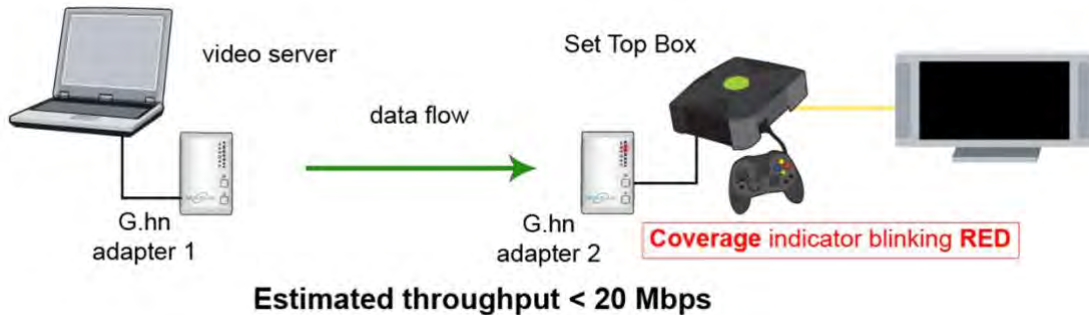 video server
Set Top Box
data flow
G.hn
adapter 1
G.hn
adapter 2
Coverage indicator blinking RED
Estimated throughput < 20 Mbps